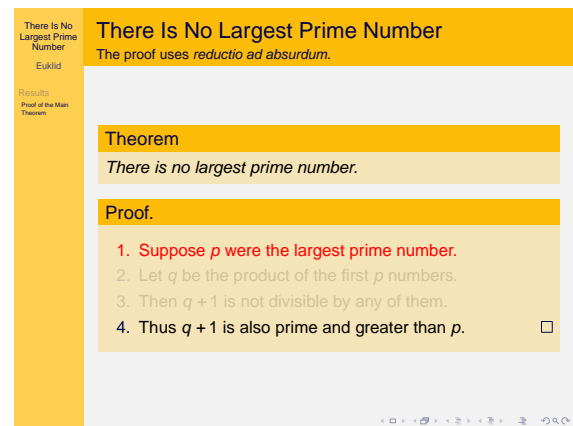 There Is No
Largest Prime
Number
Euklid
Results
Proof of the Main
Theorem
There Is No Largest Prime Number
The proof uses reductio ad absurdum.
Theorem
There is no largest prime number.
Proof.
1. Suppose p were the largest prime number.
2. Let q be the product of the first p numbers.
3. Then q + 1 is not divisible by any of them.
4. Thus q + 1 is also prime and greater than p.